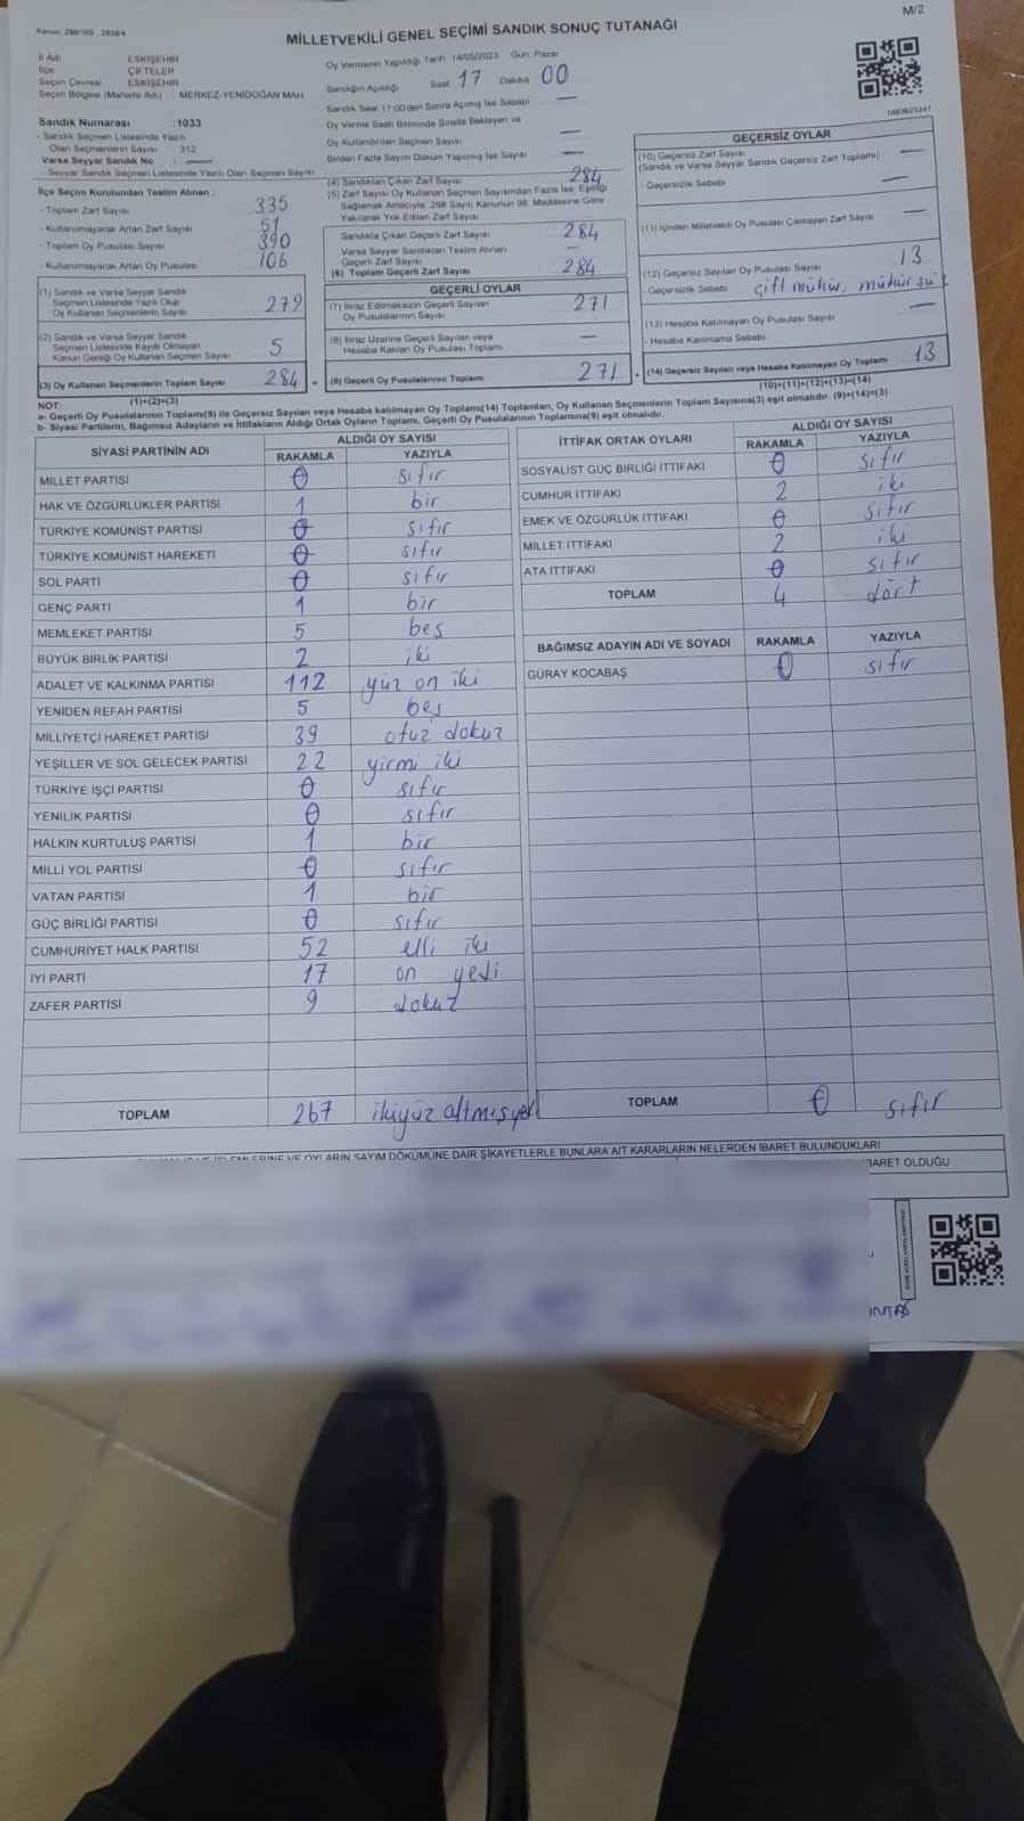 M/2
MİLLETVEKİLİ GENEL SEÇİMİ SANDIK SONUÇ TUTANAĞI
İl Adı : ESKİŞEHİR
İlçe : ÇİFTELER
Seçim Çevresi : ESKİŞEHİR
Seçim Bölgesi (Mahalle Adı) : MERKEZ-YENİDOĞAN MAH.
Sandık Numarası :1033
- Sandık Seçmen Listesinde Yazılı
Olan Seçmenlerin Sayısı : 312
Varsa Seyyar Sandık No : —
- Seyyar Sandık Seçmen Listesinde Yazılı Olan Seçmen Sayısı
İlçe Seçim Kurulundan Teslim Alınan ;
- Toplam Zarf Sayısı 335
- Kullanılmayarak Artan Zarf Sayısı 51
- Toplam Oy Pusulası Sayısı 390
- Kullanılmayarak Artan Oy Pusulası 106
(1) Sandık ve Varsa Seyyar Sandık
Seçmen Listesinde Yazılı Olup
Oy Kullanan Seçmenlerin Sayısı 279
(2) Sandık ve Varsa Seyyar Sandık
Seçmen Listesinde Kayıtlı Olmayan
Kanun Gereği Oy Kullanan Seçmen Sayısı 5
(3) Oy Kullanan Seçmenlerin Toplam Sayısı 284
(1)+(2)=(3)
Oy Vermenin Yapıldığı Tarih 14/05/2023 Gün: Pazar
Sandığın Açıldığı Saat 17 Dakika 00
Sandık Saat 17:00'den Sonra Açılmış İse Sebebi —
Oy Verme Saati Bitiminde Sırada Bekleyen ve
Oy Kullandırılan Seçmen Sayısı —
Birden Fazla Sayım Döküm Yapılmış İse Sayısı —
(4) Sandıktan Çıkan Zarf Sayısı 284
(5) Zarf Sayısı Oy Kullanan Seçmen Sayısından Fazla İse, Eşitliği
Sağlamak Amacıyla, 298 Sayılı Kanunun 98. Maddesine Göre
Yakılarak Yok Edilen Zarf Sayısı
Sandıkta Çıkan Geçerli Zarf Sayısı 284
Varsa Seyyar Sandıktan Teslim Alınan
Geçerli Zarf Sayısı —
(6) Toplam Geçerli Zarf Sayısı 284
GEÇERLİ OYLAR
(7) İtiraz Edilmeksizin Geçerli Sayılan
Oy Pusulalarının Sayısı 271
(8) İtiraz Üzerine Geçerli Sayılan veya
Hesaba Katılan Oy Pusulası Toplamı —
(9) Geçerli Oy Pusulalarının Toplamı 271
GEÇERSİZ OYLAR
(10) Geçersiz Zarf Sayısı
(Sandık ve Varsa Seyyar Sandık Geçersiz Zarf Toplamı) —
- Geçersizlik Sebebi —
(11) İçinden Milletvekili Oy Pusulası Çıkmayan Zarf Sayısı —
(12) Geçersiz Sayılan Oy Pusulası Sayısı 13
Geçersizlik Sebebi çift mühür, mühürsüz
(13) Hesaba Katılmayan Oy Pusulası Sayısı —
- Hesaba Katılmama Sebebi
(14) Geçersiz Sayılan veya Hesaba Katılmayan Oy Toplamı 13
(10)+(11)+(12)+(13)=(14)
NOT:
a- Geçerli Oy Pusulalarının Toplamı(9) ile Geçersiz Sayılan veya Hesaba katılmayan Oy Toplamı(14) Toplamları, Oy Kullanan Seçmenlerin Toplam Sayısına(3) eşit olmalıdır. (9)+(14)=(3)
b- Siyasi Partilerin, Bağımsız Adayların ve İttifakların Aldığı Ortak Oyların Toplamı, Geçerli Oy Pusulalarının Toplamına(9) eşit olmalıdır.
SİYASİ PARTİNİN ADI ALDIĞI OY SAYISI
RAKAMLA YAZIYLA
MİLLET PARTİSİ 0 sıfır
HAK VE ÖZGÜRLÜKLER PARTİSİ 1 bir
TÜRKİYE KOMÜNİST PARTİSİ 0 sıfır
TÜRKİYE KOMÜNİST HAREKETİ 0 sıfır
SOL PARTİ 0 sıfır
GENÇ PARTİ 1 bir
MEMLEKET PARTİSİ 5 beş
BÜYÜK BİRLİK PARTİSİ 2 iki
ADALET VE KALKINMA PARTİSİ 112 yüz on iki
YENİDEN REFAH PARTİSİ 5 beş
MİLLİYETÇİ HAREKET PARTİSİ 39 otuz dokuz
YEŞİLLER VE SOL GELECEK PARTİSİ 22 yirmi iki
TÜRKİYE İŞÇİ PARTİSİ 0 sıfır
YENİLİK PARTİSİ 0 sıfır
HALKIN KURTULUŞ PARTİSİ 1 bir
MİLLİ YOL PARTİSİ 0 sıfır
VATAN PARTİSİ 1 bir
GÜÇ BİRLİĞİ PARTİSİ 0 sıfır
CUMHURİYET HALK PARTİSİ 52 elli iki
İYİ PARTİ 17 on yedi
ZAFER PARTİSİ 9 dokuz
TOPLAM 267 ikiyüz altmışyedi
İTTİFAK ORTAK OYLARI ALDIĞI OY SAYISI
RAKAMLA YAZIYLA
SOSYALİST GÜÇ BİRLİĞİ İTTİFAKI 0 sıfır
CUMHUR İTTİFAKI 2 iki
EMEK VE ÖZGÜRLÜK İTTİFAKI 0 sıfır
MİLLET İTTİFAKI 2 iki
ATA İTTİFAKI 0 sıfır
TOPLAM 4 dört
BAĞIMSIZ ADAYIN ADI VE SOYADI RAKAMLA YAZIYLA
GÜRAY KOCABAŞ 0 sıfır
TOPLAM 0 sıfır
İŞLEMLERİNE VE OYLARIN SAYIM DÖKÜMÜNE DAİR ŞİKAYETLERLE BUNLARA AİT KARARLARIN NELERDEN İBARET BULUNDUKLARI
BARET OLDUĞU